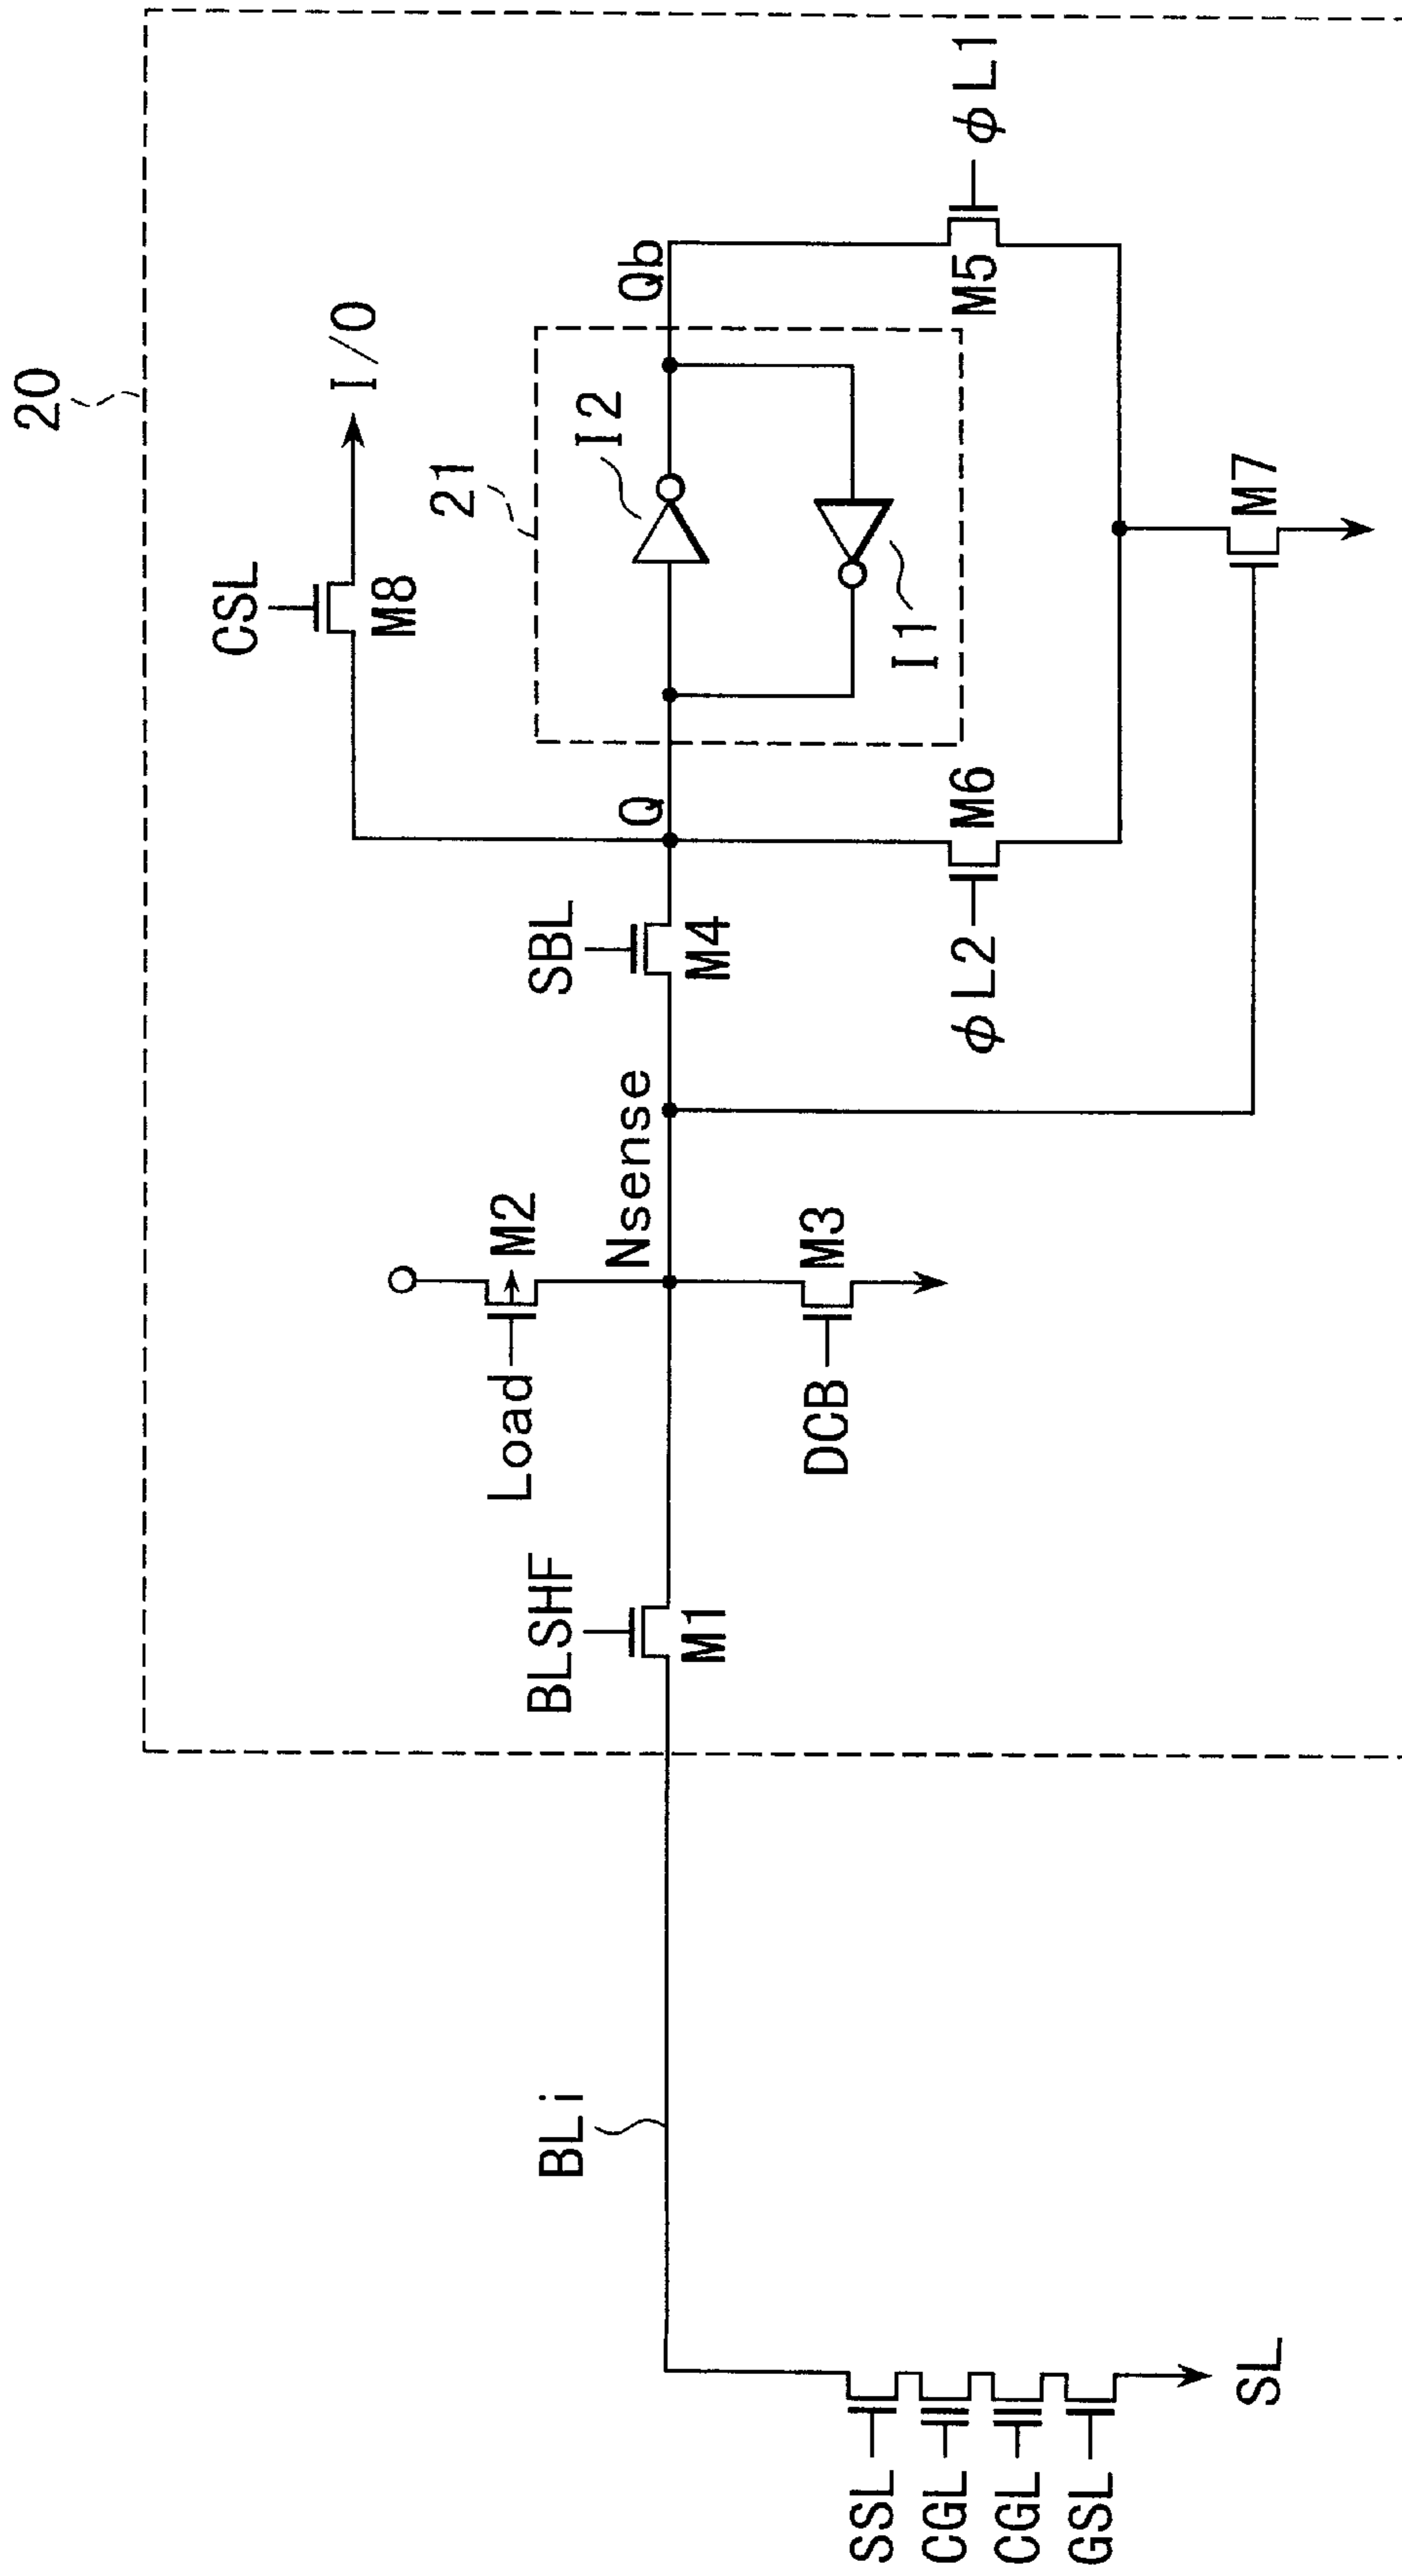 20
CSL
I/O
M8
21
I2
Qb
I1
M5
φL1
Q
SBL
M4
M6
φL2
M7
Nsense
Load
M2
DCB
M3
BLSHF
M1
BLi
SSL
CGL
CGL
GSL
SL